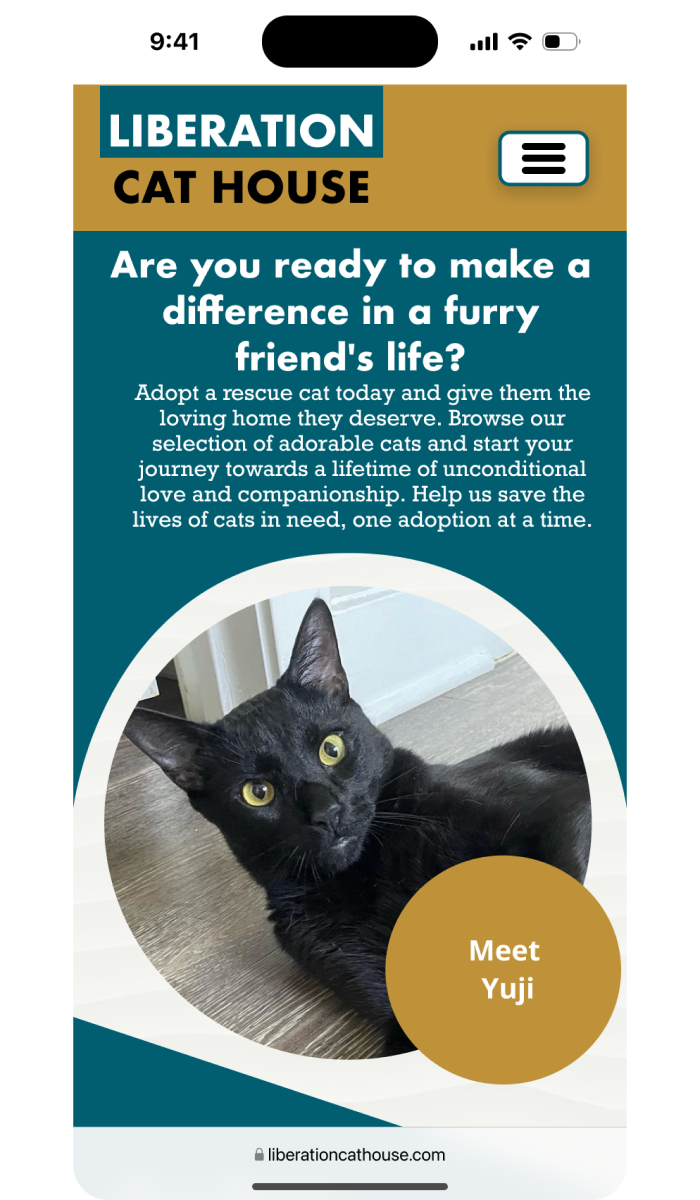 9:41
LIBERATION
CAT HOUSE
Are you ready to make a
difference in a furry
friend's life?
Adopt a rescue cat today and give them the
loving home they deserve. Browse our
selection of adorable cats and start your
journey towards a lifetime of unconditional
love and companionship. Help us save the
lives of cats in need, one adoption at a time.
Meet
Yuji
liberationcathouse.com